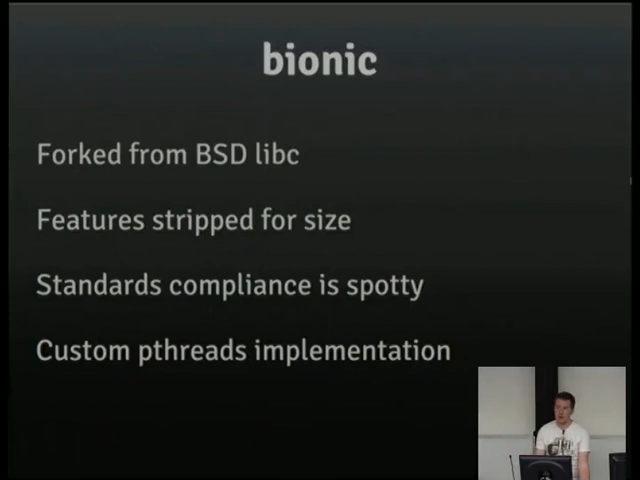 bionic
Forked from BSD libc
Features stripped for size
Standards compliance is spotty
Custom pthreads implementation